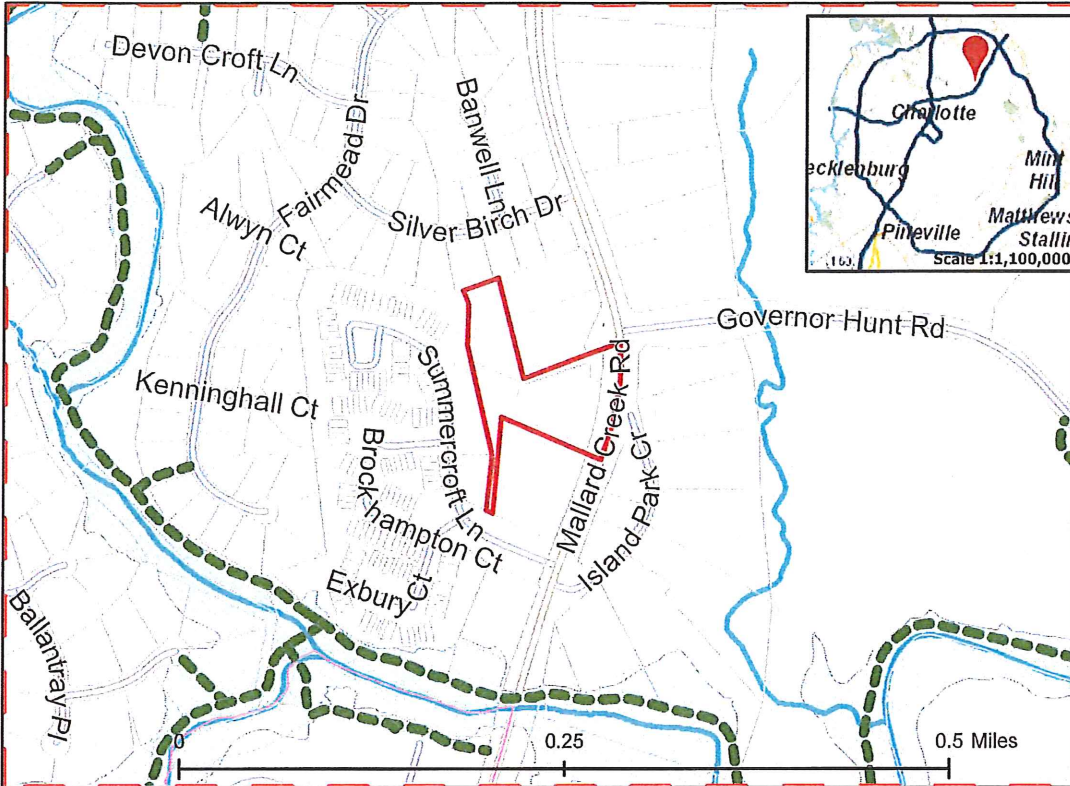 Devon Croft Ln
Fairmead Dr
Banwell Ln
Silver Birch Dr
Alwyn Ct
Kenninghall Ct
Summercroft Ln
Brockhampton Ct
Exbury Ct
Ballantray Pl
Mallard Creek Rd
Island Park Cr
Governor Hunt Rd
Charlotte
ecklenburg
Mint
Hill
Matthews
Stalli
Pineville
Scale 1:1,100,000
0
0.25
0.5 Miles